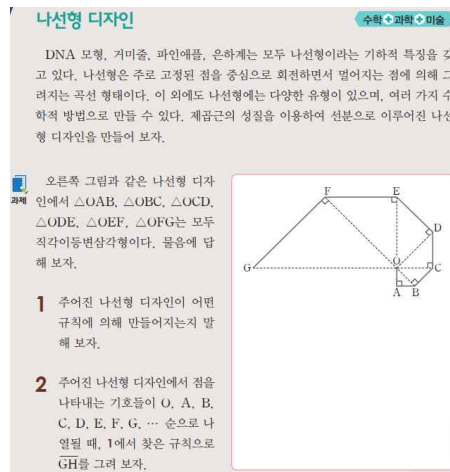 나선형 디자인
수학+과학+미술
DNA 모형, 거미줄, 파인애플, 은하계는 모두 나선형이라는 기하적 특징을 갖
고 있다. 나선형은 주로 고정된 점을 중심으로 회전하면서 멀어지는 점에 의해 그
려지는 곡선 형태이다. 이 외에도 나선형에는 다양한 유형이 있으며, 여러 가지 수
학적 방법으로 만들 수 있다. 제곱근의 성질을 이용하여 선분으로 이루어진 나선
형 디자인을 만들어 보자.
과제
오른쪽 그림과 같은 나선형 디자
인에서 △OAB, △OBC, △OCD,
△ODE, △OEF, △OFG는 모두
직각이등변삼각형이다. 물음에 답
해 보자.
1 주어진 나선형 디자인이 어떤
규칙에 의해 만들어지는지 말
해 보자.
2 주어진 나선형 디자인에서 점을
나타내는 기호들이 O, A, B,
C, D, E, F, G, … 순으로 나
열될 때, 1에서 찾은 규칙으로
GH를 그려 보자.
F E
D
G O C
A B